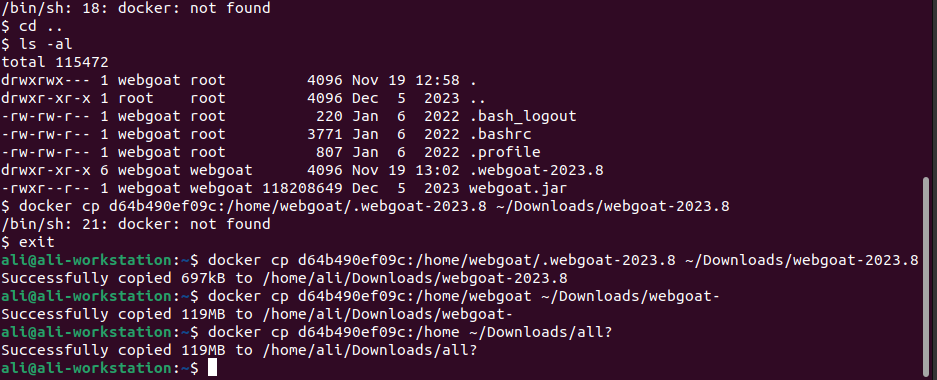 /bin/sh: 18: docker: not found
$ cd ..
$ ls -al
total 115472
drwxrwx--- 1 webgoat root         4096 Nov 19 12:58 .
drwxr-xr-x 1 root    root         4096 Dec  5  2023 ..
-rw-rw-r-- 1 webgoat root          220 Jan  6  2022 .bash_logout
-rw-rw-r-- 1 webgoat root         3771 Jan  6  2022 .bashrc
-rw-rw-r-- 1 webgoat root          807 Jan  6  2022 .profile
drwxr-xr-x 6 webgoat webgoat      4096 Nov 19 13:02 .webgoat-2023.8
-rwxr--r-- 1 webgoat webgoat 118208649 Dec  5  2023 webgoat.jar
$ docker cp d64b490ef09c:/home/webgoat/.webgoat-2023.8 ~/Downloads/webgoat-2023.8
/bin/sh: 21: docker: not found
$ exit
ali@ali-workstation:~$ docker cp d64b490ef09c:/home/webgoat/.webgoat-2023.8 ~/Downloads/webgoat-2023.8
Successfully copied 697kB to /home/ali/Downloads/webgoat-2023.8
ali@ali-workstation:~$ docker cp d64b490ef09c:/home/webgoat ~/Downloads/webgoat-
Successfully copied 119MB to /home/ali/Downloads/webgoat-
ali@ali-workstation:~$ docker cp d64b490ef09c:/home ~/Downloads/all?
Successfully copied 119MB to /home/ali/Downloads/all?
ali@ali-workstation:~$